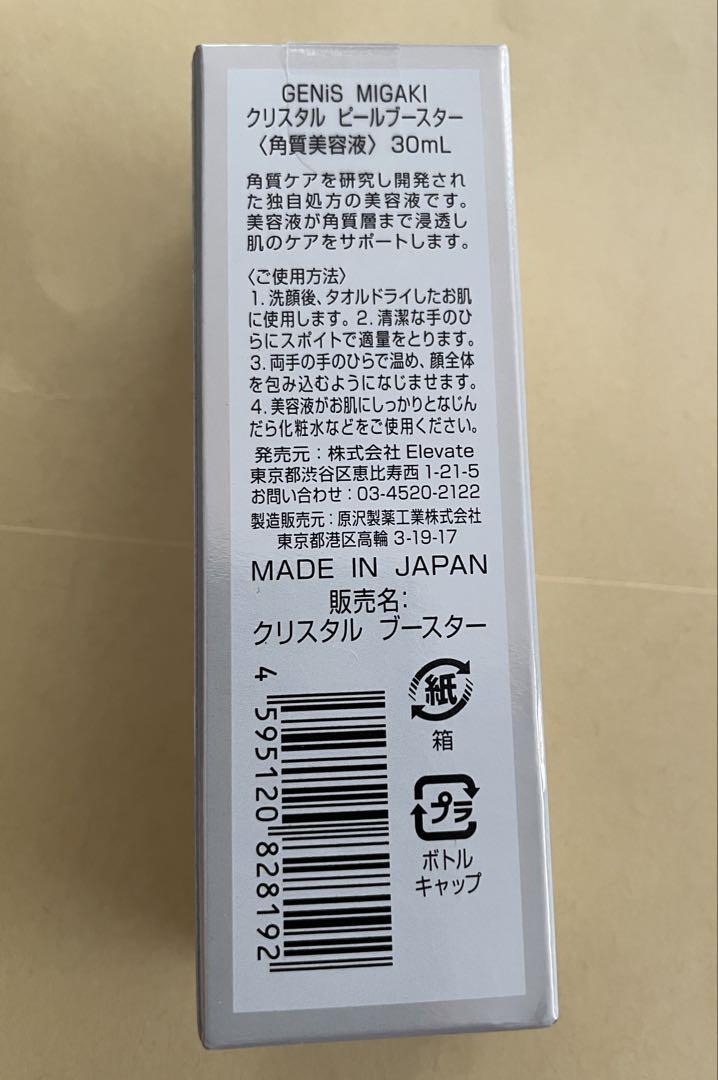 GENiS MIGAKI
クリスタル ピールブースター
〈角質美容液〉 30mL
角質ケアを研究し開発され
た独自処方の美容液です。
美容液が角質層まで浸透し
肌のケアをサポートします。
〈ご使用方法〉
1. 洗顔後、タオルドライしたお肌
に使用します。2. 清潔な手のひ
らにスポイトで適量をとります。
3. 両手の手のひらで温め、顔全体
を包み込むようになじませます。
4. 美容液がお肌にしっかりとなじん
だら化粧水などをご使用ください。
発売元：株式会社 Elevate
東京都渋谷区恵比寿西 1-21-5
お問い合わせ：03-4520-2122
製造販売元：原沢製薬工業株式会社
東京都港区高輪 3-19-17
MADE IN JAPAN
販売名：
クリスタル ブースター
4 595120 828192
紙
箱
プラ
ボトル
キャップ